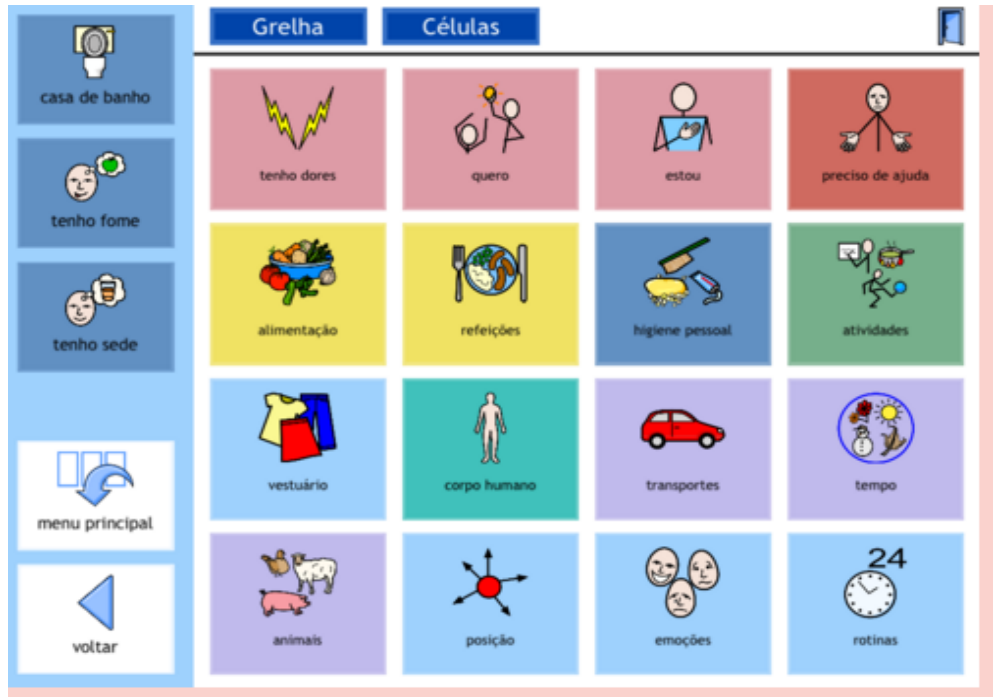 Grelha Células
casa de banho
tenho fome
tenho sede
menu principal
voltar
tenho dores quero estou preciso de ajuda
alimentação refeições higiene pessoal atividades
vestuário corpo humano transportes tempo
24
animais posição emoções rotinas